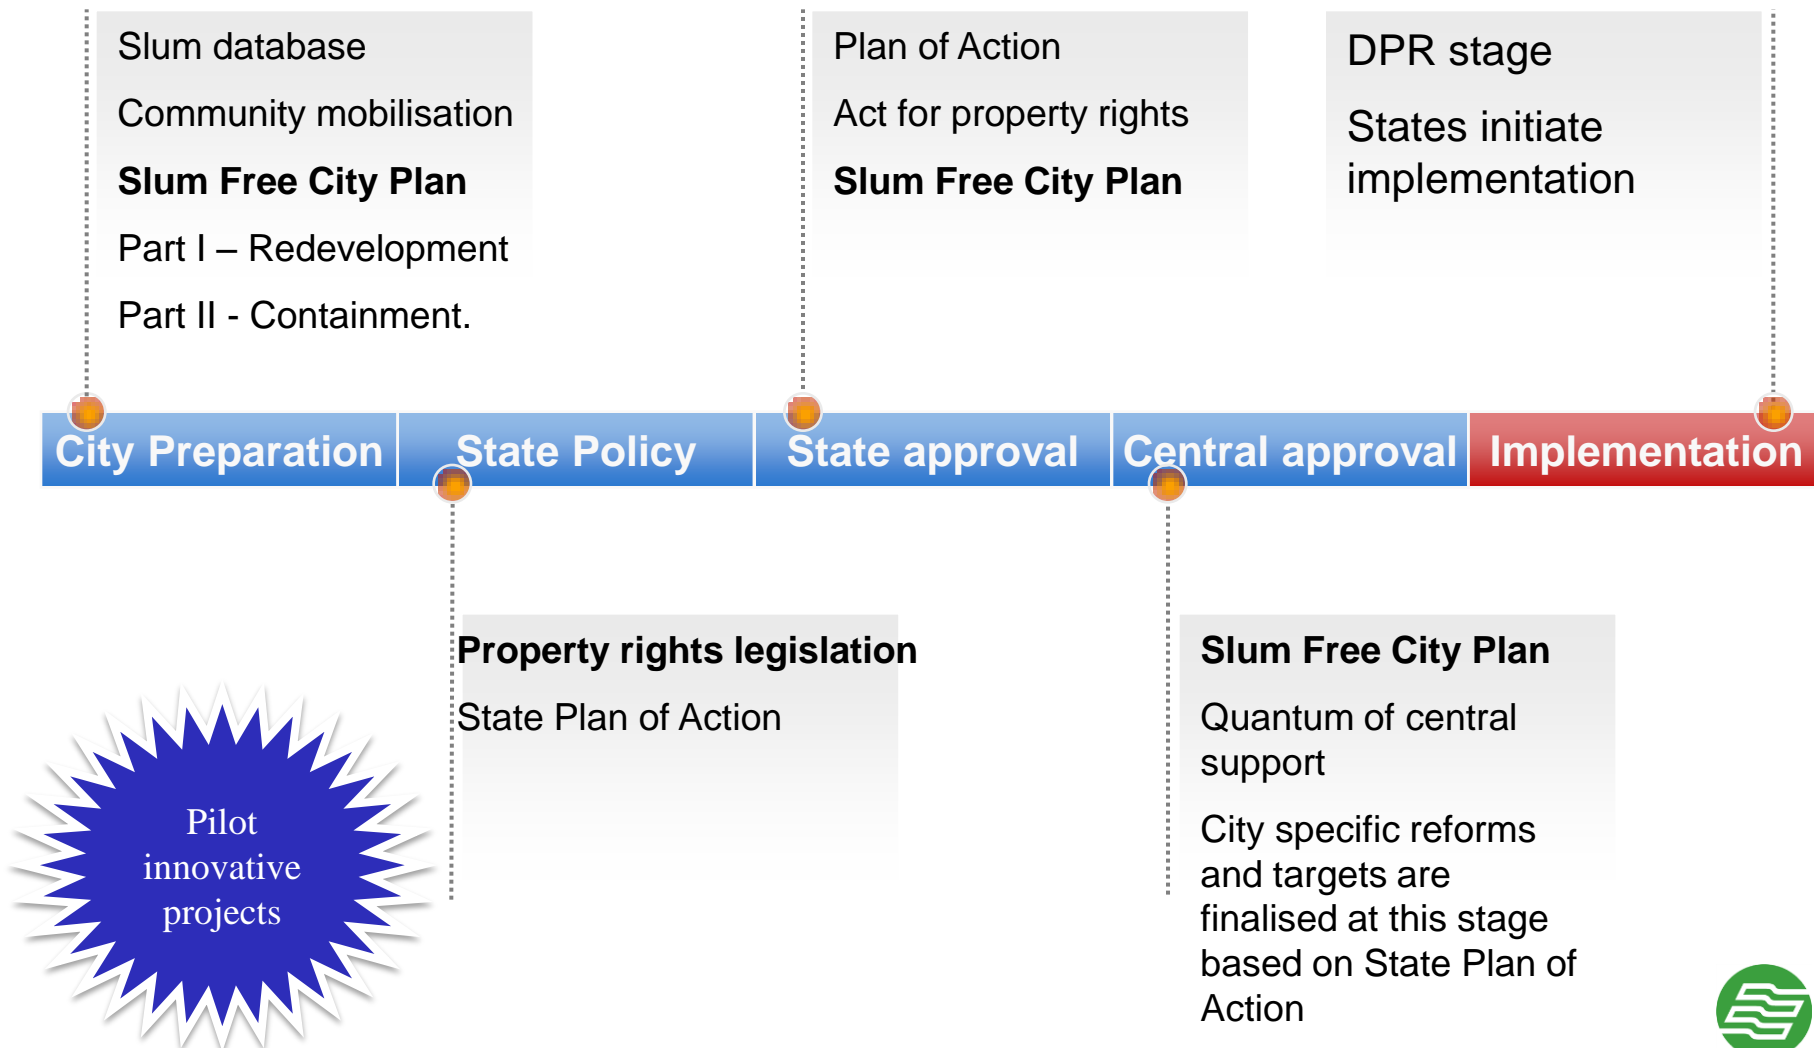 Slum database
Community mobilisation
Slum Free City Plan
Part I – Redevelopment
Part II - Containment.
Plan of Action
Act for property rights
Slum Free City Plan
DPR stage
States initiate
implementation
City Preparation
State Policy
State approval
Central approval
Implementation
Property rights legislation
State Plan of Action
Slum Free City Plan
Quantum of central
support
City specific reforms
and targets are
finalised at this stage
based on State Plan of
Action
Pilot
innovative
projects